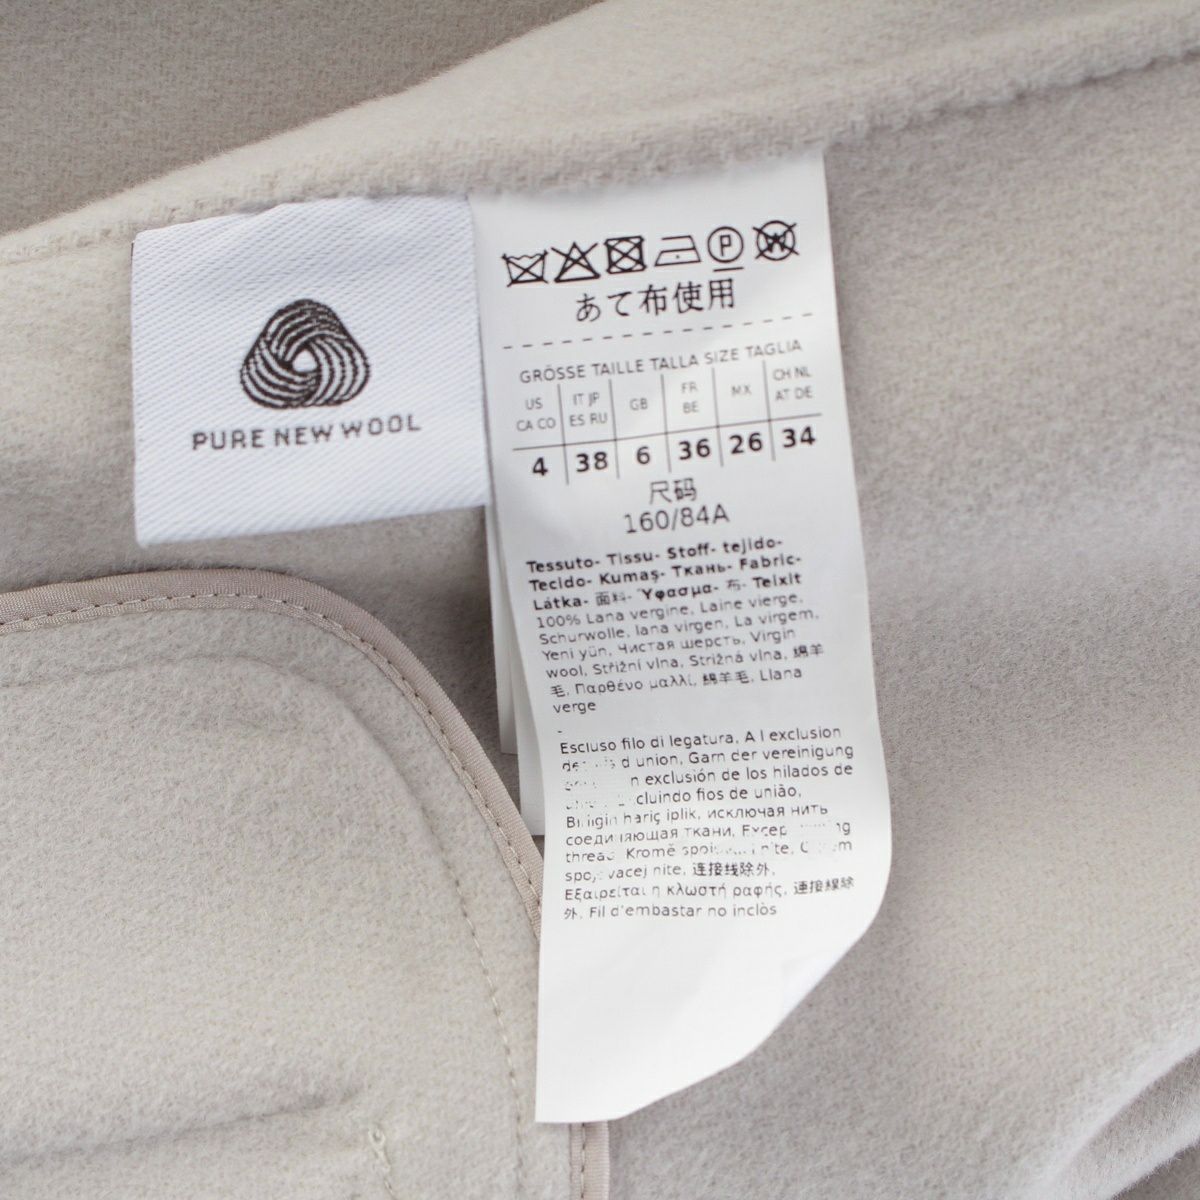 PURE NEW WOOL
P W
あて布使用
GRÖSSE TAILLE TALLA SIZE TAGLIA
US CA CO
IT JP ES RU
GB
FR BE
MX
CH NL AT DE
4 38 6 36 26 34
尺码
160/84A
Tessuto- Tissu- Stoff- tejido-
Tecido- Kumaş- Ткань- Fabric-
Látka- 面料- Ύφασμα- 布- Teixit
100% Lana vergine, Laine vierge,
Schurwolle, lana virgen, La virgem,
Yeni yün, Чистая шерсть, Virgin
wool, Střižní vlna, Strižná vlna, 綿羊
毛, Παρθένο μαλλί, 綿羊毛, Llana
verge
Escluso filo di legatura, A l exclusion
d union, Garn der vereinigung
exclusión de los hilados de
fios de união,
hariç iplik, исключая нить
ткани,
Kromě nite,
nite, 连接线除外,
Εξαιρείται η κλωστή ραφής, 連接線除
外, Fil d'embastar no inclòs